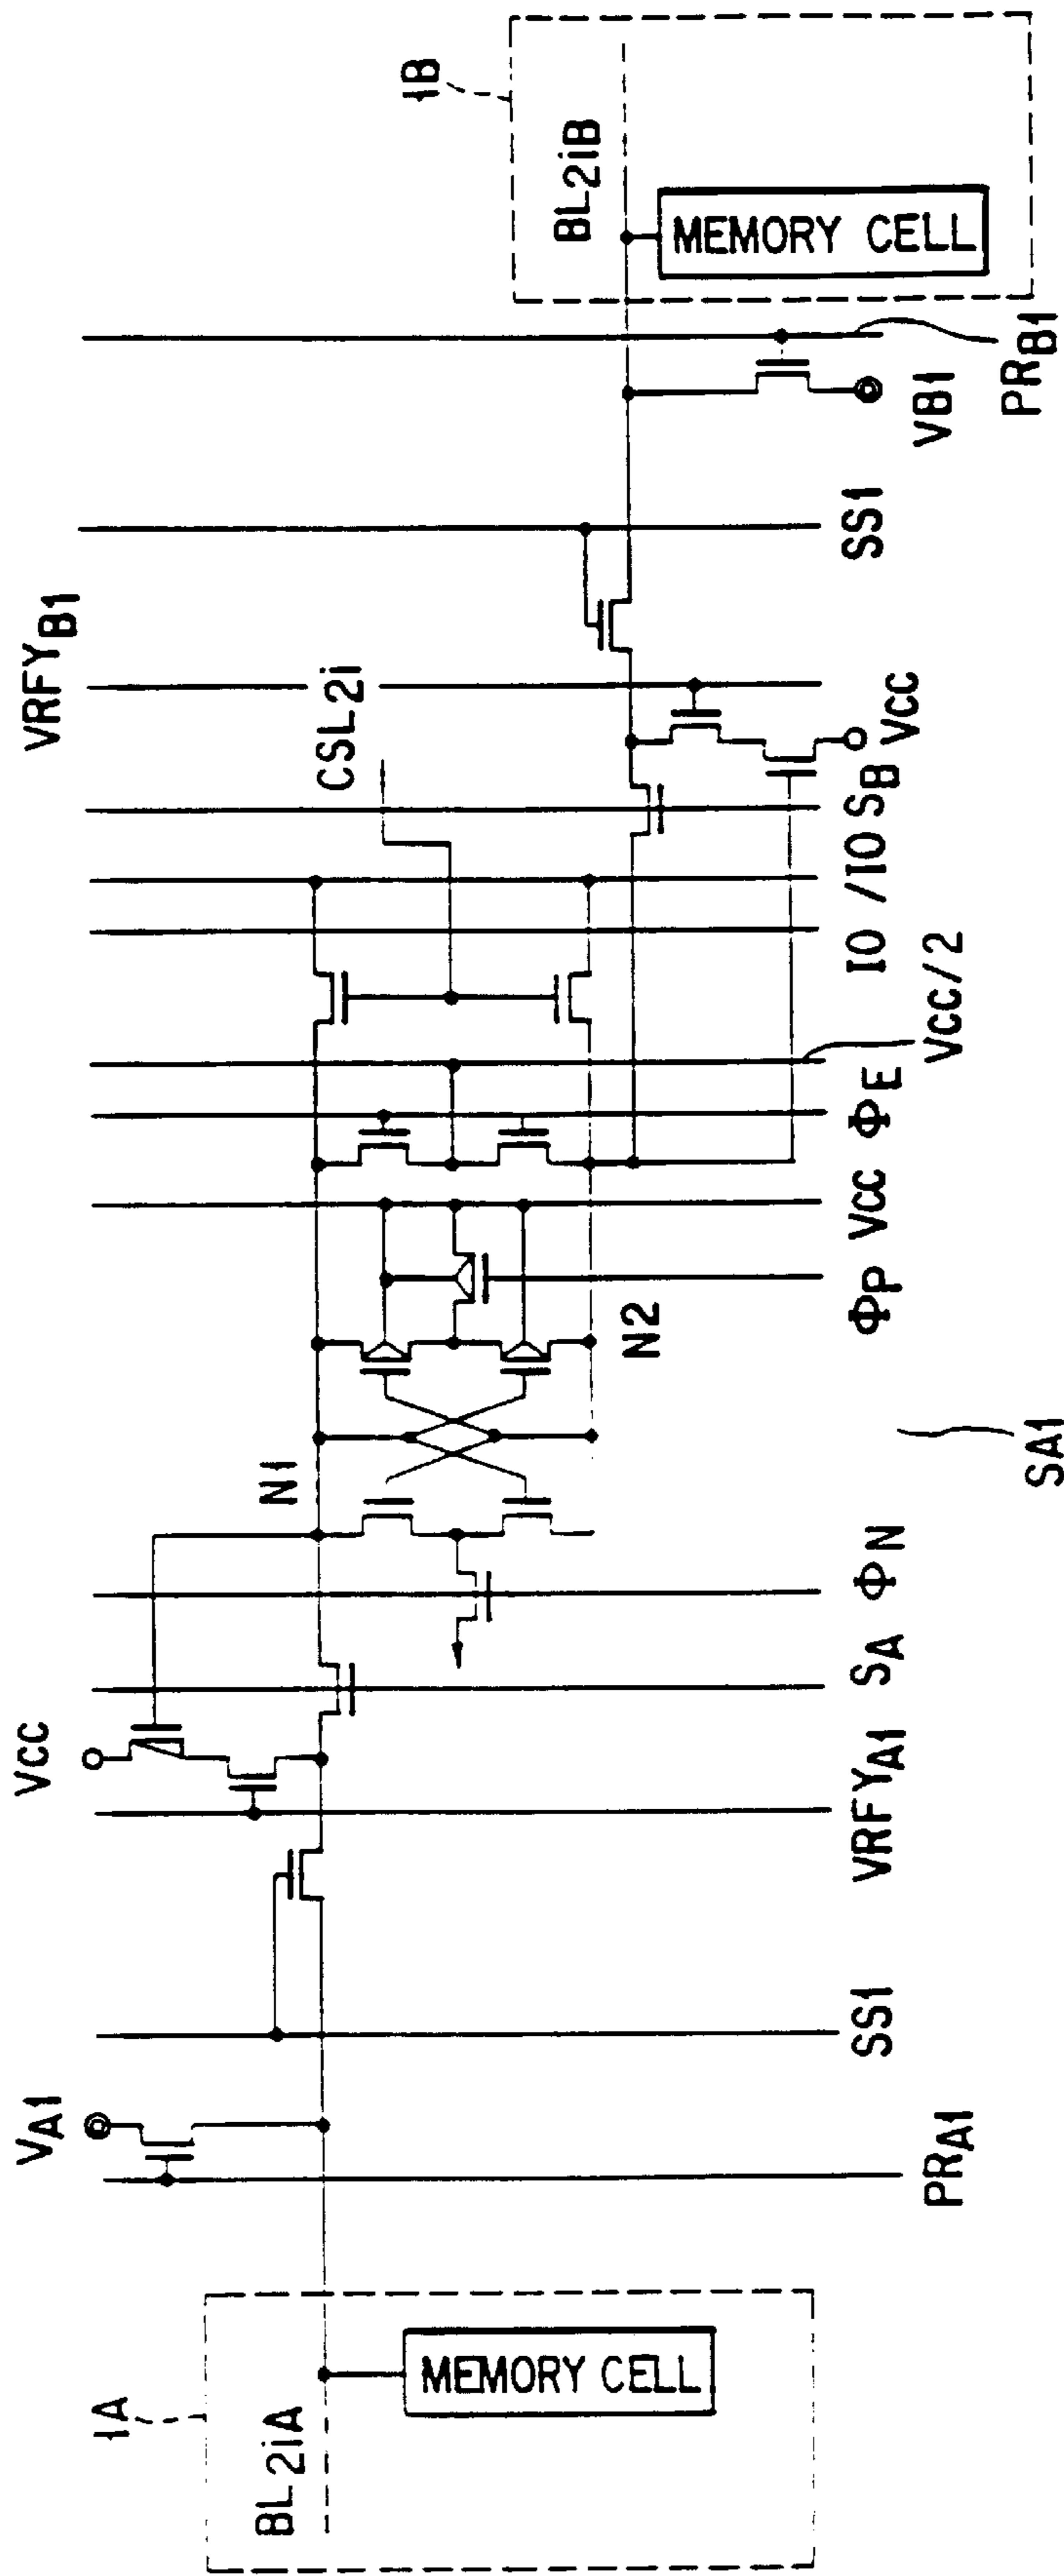 1A
BL2iA
MEMORY CELL
VA1
PRA1
SS1
VCC
VRFYA1
SA
ΦN
N1
SA1
N2
ΦP
VCC
ΦE
VCC/2
IO
/IO
SB
CSL2i
VRFYB1
VCC
SS1
VB1
PRB1
1B
BL2iB
MEMORY CELL